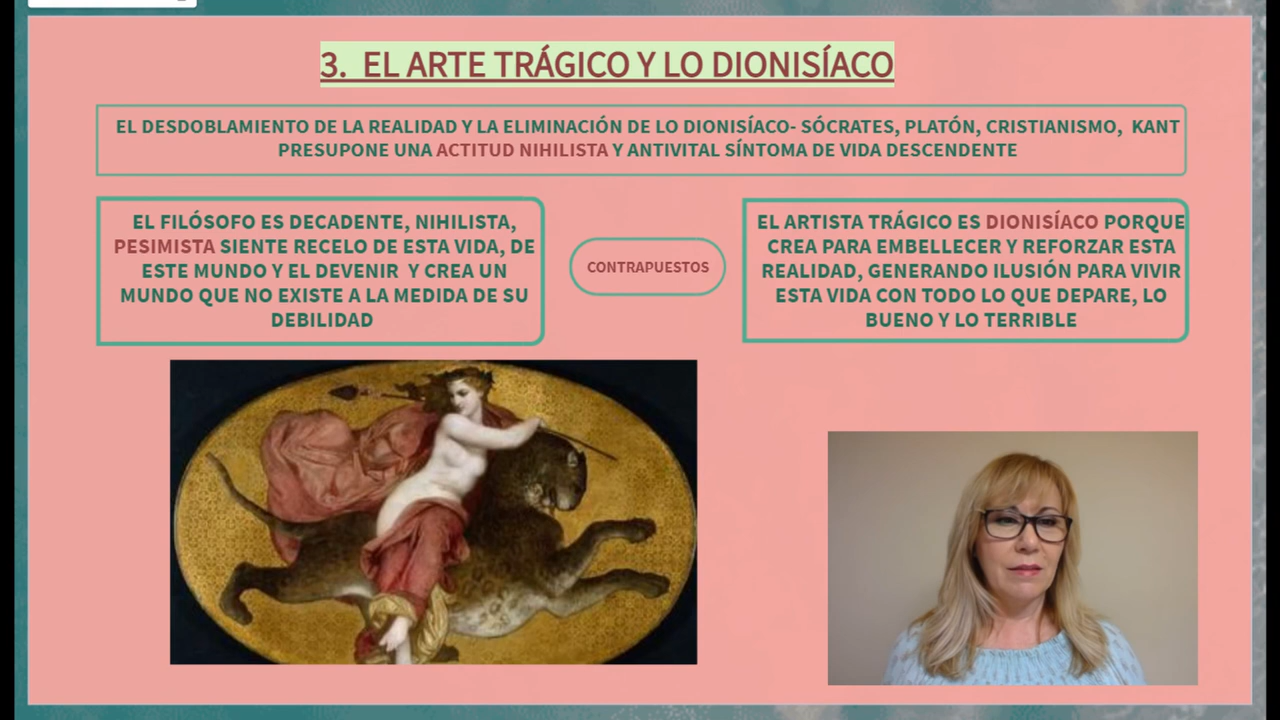 3. EL ARTE TRÁGICO Y LO DIONISÍACO
EL DESDOBLAMIENTO DE LA REALIDAD Y LA ELIMINACIÓN DE LO DIONISÍACO- SÓCRATES, PLATÓN, CRISTIANISMO, KANT
PRESUPONE UNA ACTITUD NIHILISTA Y ANTIVITAL SÍNTOMA DE VIDA DESCENDENTE
EL FILÓSOFO ES DECADENTE, NIHILISTA,
PESIMISTA SIENTE RECELO DE ESTA VIDA, DE
ESTE MUNDO Y EL DEVENIR Y CREA UN
MUNDO QUE NO EXISTE A LA MEDIDA DE SU
DEBILIDAD
CONTRAPUESTOS
EL ARTISTA TRÁGICO ES DIONISÍACO PORQUE
CREA PARA EMBELLECER Y REFORZAR ESTA
REALIDAD, GENERANDO ILUSIÓN PARA VIVIR
ESTA VIDA CON TODO LO QUE DEPARE, LO
BUENO Y LO TERRIBLE